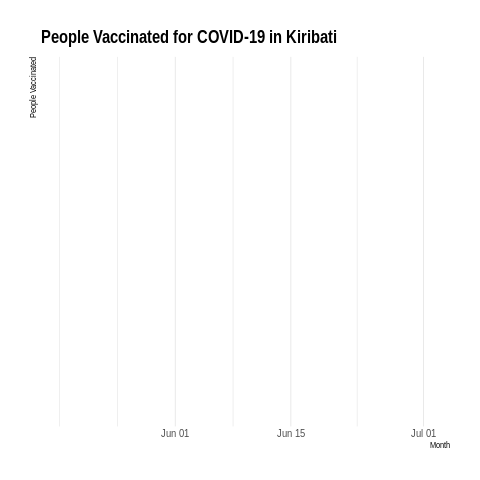 People Vaccinated for COVID-19 in Kiribati
People Vaccinated
Jun 01
Jun 15
Jul 01
Month